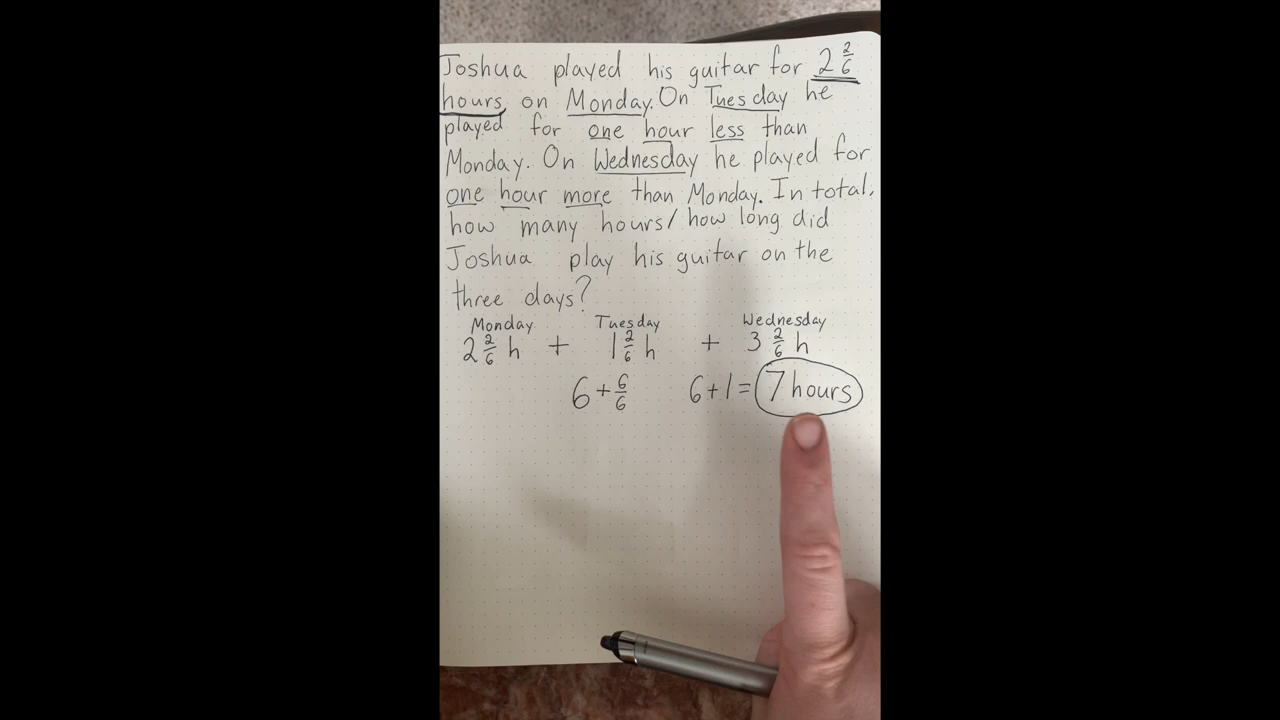 Joshua played his guitar for 2 2/6
hours on Monday. On Tuesday he
played for one hour less than
Monday. On Wednesday he played for
one hour more than Monday. In total,
how many hours/how long did
Joshua play his guitar on the
three days?
Monday Tuesday Wednesday
2 2/6 h + 1 2/6 h + 3 2/6 h
6 + 6/6 6+1= 7 hours